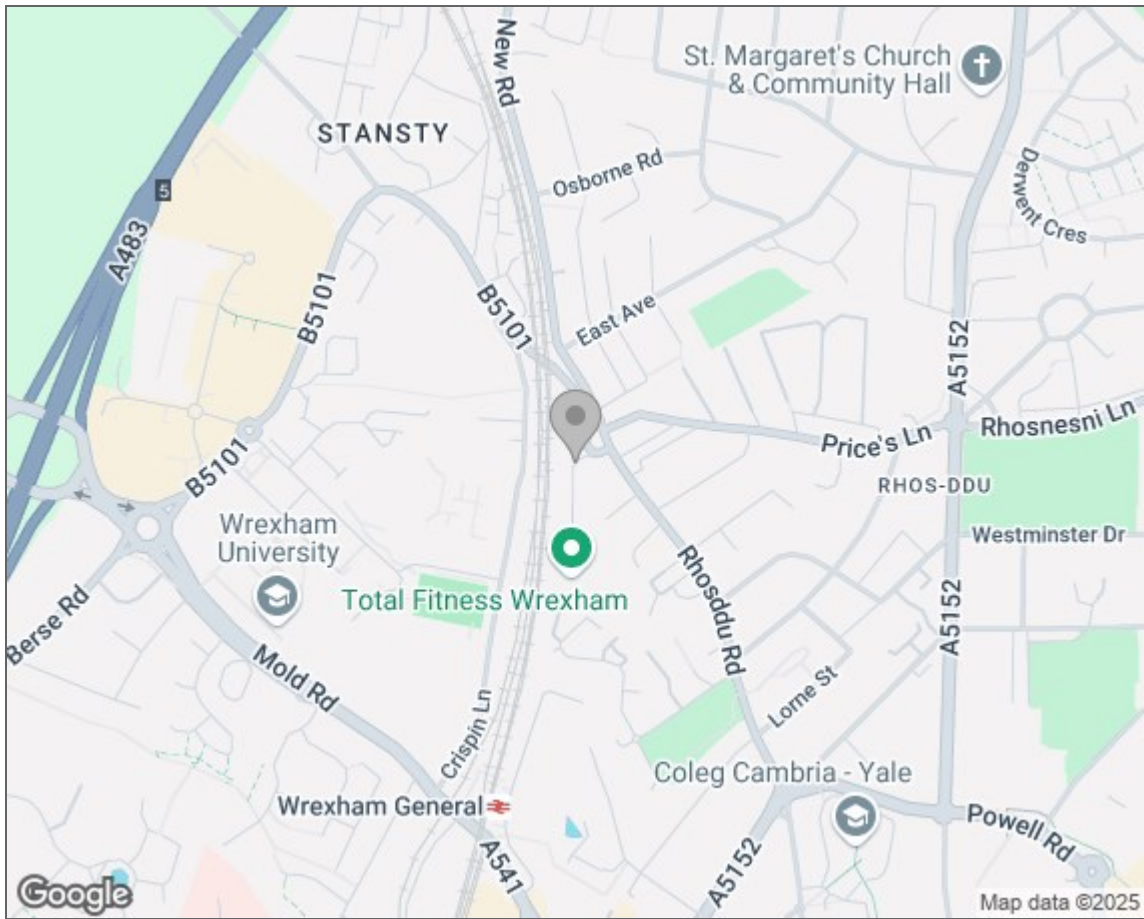 New Rd
St. Margaret's Church
& Community Hall
STANSTY
Osborne Rd
Derwent Cres
5
A483
B5101
B5101
East Ave
A5152
B5101
Price's Ln
Rhosnesni Ln
RHOS-DDU
Wrexham
University
Westminster Dr
Total Fitness Wrexham
Rhosddu Rd
A5152
Berse Rd
Mold Rd
Crispin Ln
Lorne St
Coleg Cambria - Yale
Wrexham General
Powell Rd
A541
A5152
Google
Map data ©2025